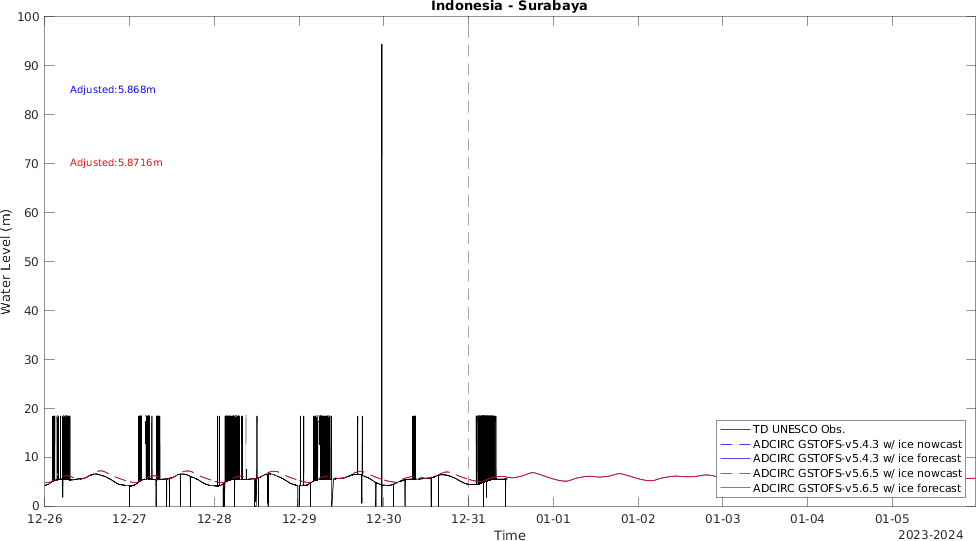 Indonesia - Surabaya
100
90
80
70
60
50
40
30
20
10
0
Water Level (m)
Adjusted:5.868m
Adjusted:5.8716m
TD UNESCO Obs.
ADCIRC GSTOFS-v5.4.3 w/ ice nowcast
ADCIRC GSTOFS-v5.4.3 w/ ice forecast
ADCIRC GSTOFS-v5.6.5 w/ ice nowcast
ADCIRC GSTOFS-v5.6.5 w/ ice forecast
12-26 12-27 12-28 12-29 12-30 12-31 01-01 01-02 01-03 01-04 01-05
Time
2023-2024